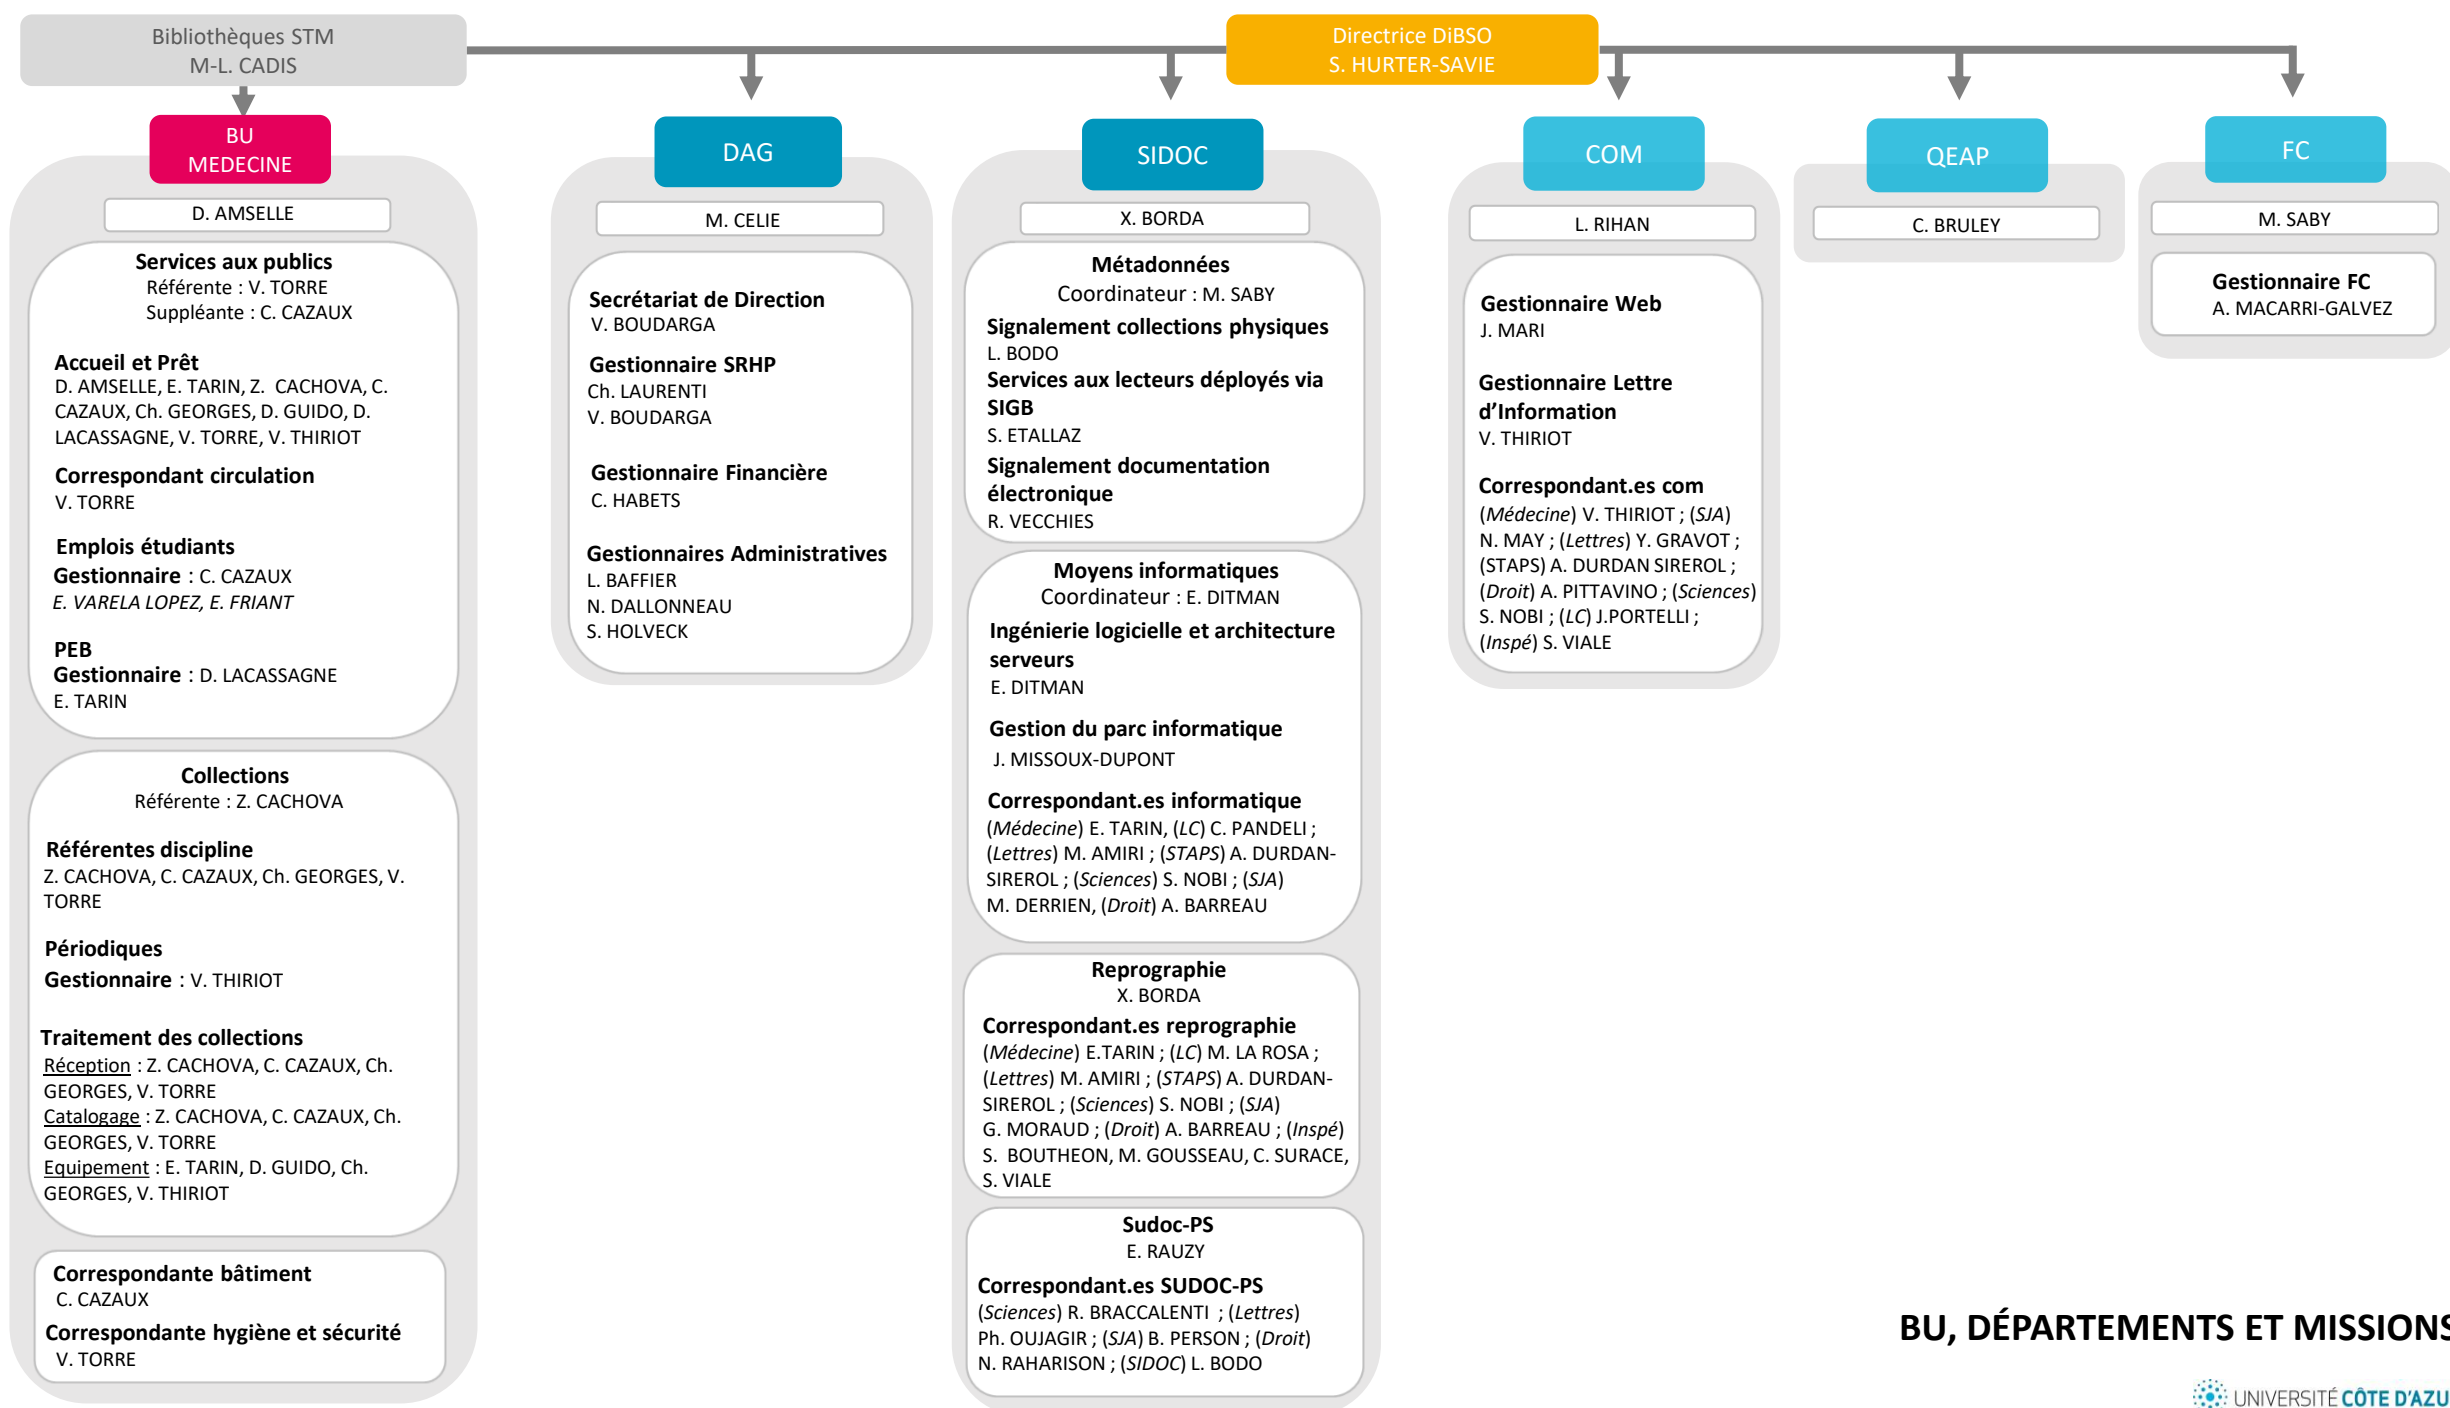 Bibliothèques STM
M-L. CADIS
Directrice DiBSO
S. HURTER-SAVIE
BU
MEDECINE
D. AMSELLE
Services aux publics
Référente : V. TORRE
Suppléante : C. CAZAUX
Accueil et Prêt
D. AMSELLE, E. TARIN, Z. CACHOVA, C.
CAZAUX, Ch. GEORGES, D. GUIDO, D.
LACASSAGNE, V. TORRE, V. THIRIOT
Correspondant circulation
V. TORRE
Emplois étudiants
Gestionnaire : C. CAZAUX
E. VARELA LOPEZ, E. FRIANT
PEB
Gestionnaire : D. LACASSAGNE
E. TARIN
Collections
Référente : Z. CACHOVA
Référentes discipline
Z. CACHOVA, C. CAZAUX, Ch. GEORGES, V.
TORRE
Périodiques
Gestionnaire : V. THIRIOT
Traitement des collections
Réception : Z. CACHOVA, C. CAZAUX, Ch.
GEORGES, V. TORRE
Catalogage : Z. CACHOVA, C. CAZAUX, Ch.
GEORGES, V. TORRE
Equipement : E. TARIN, D. GUIDO, Ch.
GEORGES, V. THIRIOT
Correspondante bâtiment
C. CAZAUX
Correspondante hygiène et sécurité
V. TORRE
DAG
M. CELIE
Secrétariat de Direction
V. BOUDARGA
Gestionnaire SRHP
Ch. LAURENTI
V. BOUDARGA
Gestionnaire Financière
C. HABETS
Gestionnaires Administratives
L. BAFFIER
N. DALLONNEAU
S. HOLVECK
SIDOC
X. BORDA
Métadonnées
Coordinateur : M. SABY
Signalement collections physiques
L. BODO
Services aux lecteurs déployés via
SIGB
S. ETALLAZ
Signalement documentation
électronique
R. VECCHIES
Moyens informatiques
Coordinateur : E. DITMAN
Ingénierie logicielle et architecture
serveurs
E. DITMAN
Gestion du parc informatique
J. MISSOUX-DUPONT
Correspondant.es informatique
(Médecine) E. TARIN, (LC) C. PANDELI ;
(Lettres) M. AMIRI ; (STAPS) A. DURDAN-
SIREROL ; (Sciences) S. NOBI ; (SJA)
M. DERRIEN, (Droit) A. BARREAU
Reprographie
X. BORDA
Correspondant.es reprographie
(Médecine) E.TARIN ; (LC) M. LA ROSA ;
(Lettres) M. AMIRI ; (STAPS) A. DURDAN-
SIREROL ; (Sciences) S. NOBI ; (SJA)
G. MORAUD ; (Droit) A. BARREAU ; (Inspé)
S. BOUTHEON, M. GOUSSEAU, C. SURACE,
S. VIALE
Sudoc-PS
E. RAUZY
Correspondant.es SUDOC-PS
(Sciences) R. BRACCALENTI ; (Lettres)
Ph. OUJAGIR ; (SJA) B. PERSON ; (Droit)
N. RAHARISON ; (SIDOC) L. BODO
COM
L. RIHAN
Gestionnaire Web
J. MARI
Gestionnaire Lettre
d’Information
V. THIRIOT
Correspondant.es com
(Médecine) V. THIRIOT ; (SJA)
N. MAY ; (Lettres) Y. GRAVOT ;
(STAPS) A. DURDAN SIREROL ;
(Droit) A. PITTAVINO ; (Sciences)
S. NOBI ; (LC) J.PORTELLI ;
(Inspé) S. VIALE
QEAP
C. BRULEY
FC
M. SABY
Gestionnaire FC
A. MACARRI-GALVEZ
BU, DÉPARTEMENTS ET MISSIONS
UNIVERSITÉ CÔTE D'AZU